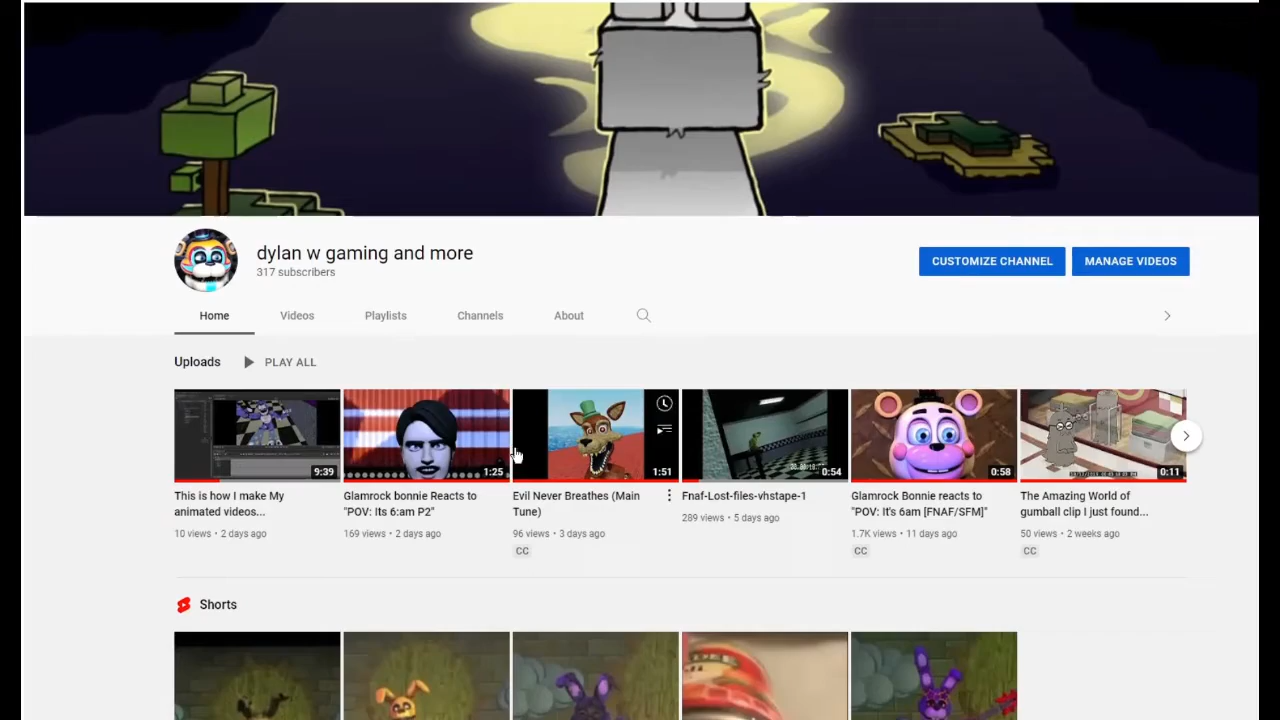 dylan w gaming and more
317 subscribers
CUSTOMIZE CHANNEL
MANAGE VIDEOS
Home
Videos
Playlists
Channels
About
Uploads
PLAY ALL
9:39
This is how I make My
animated videos...
10 views • 2 days ago
1:25
Glamrock bonnie Reacts to
"POV: Its 6:am P2"
169 views • 2 days ago
1:51
Evil Never Breathes (Main
Tune)
96 views • 3 days ago
CC
0:54
Fnaf-Lost-files-vhstape-1
289 views • 5 days ago
0:58
Glamrock Bonnie reacts to
"POV: It's 6am [FNAF/SFM]"
1.7K views • 11 days ago
CC
0:11
The Amazing World of
gumball clip I just found...
50 views • 2 weeks ago
CC
Shorts